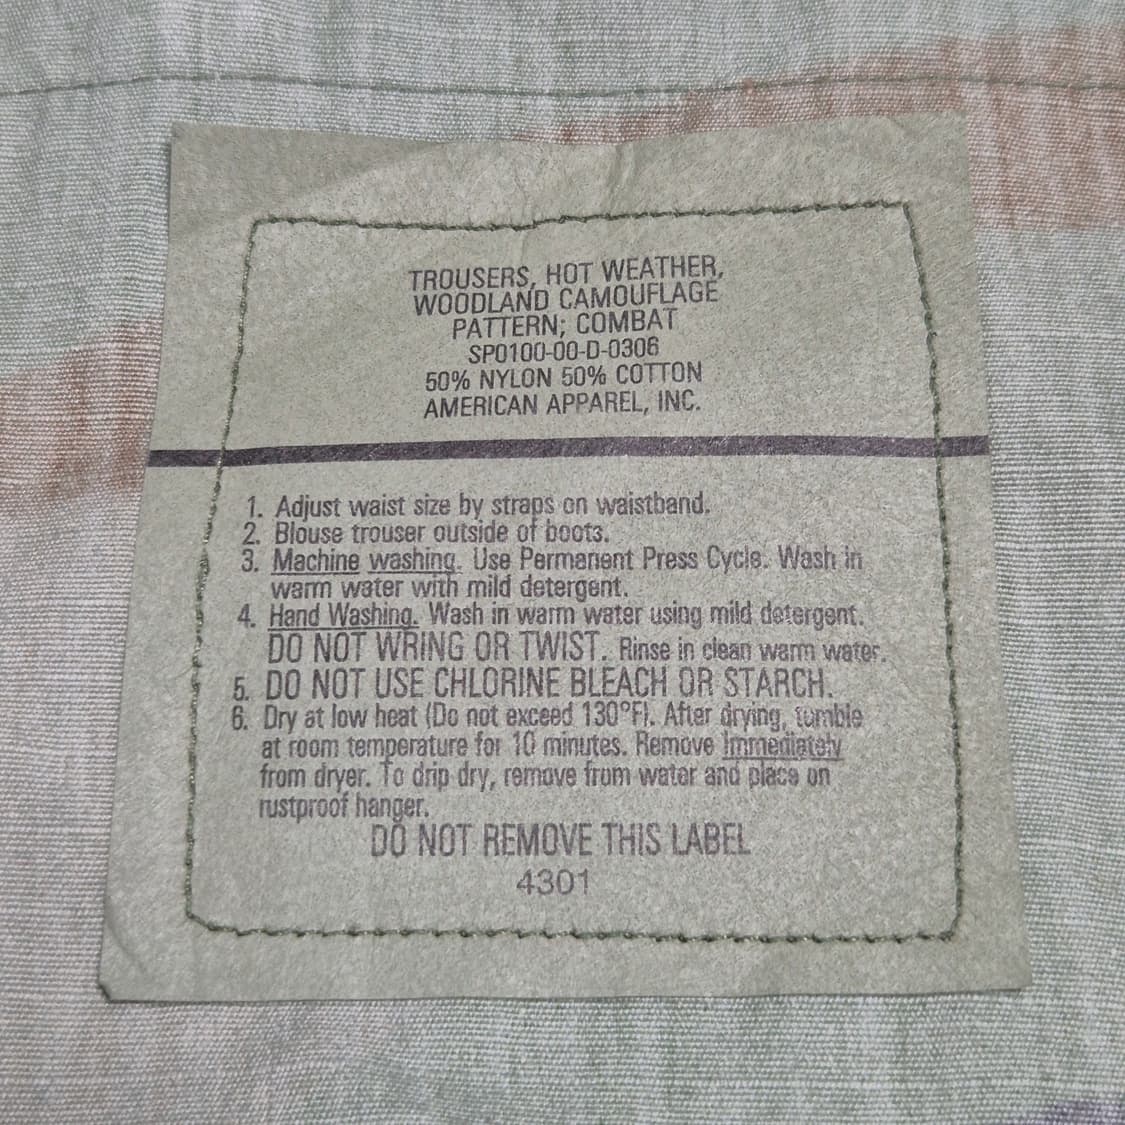 TROUSERS, HOT WEATHER,
WOODLAND CAMOUFLAGE
PATTERN; COMBAT
SP0100-00-D-0306
50% NYLON 50% COTTON
AMERICAN APPAREL, INC.
1. Adjust waist size by straps on waistband.
2. Blouse trouser outside of boots.
3. Machine washing. Use Permanent Press Cycle. Wash in
warm water with mild detergent.
4. Hand Washing. Wash in warm water using mild detergent.
DO NOT WRING OR TWIST. Rinse in clean warm water.
5. DO NOT USE CHLORINE BLEACH OR STARCH.
6. Dry at low heat (Do not exceed 130°F). After drying, tumble
at room temperature for 10 minutes. Remove Immediately
from dryer. To drip dry, remove from water and place on
rustproof hanger.
DO NOT REMOVE THIS LABEL
4301